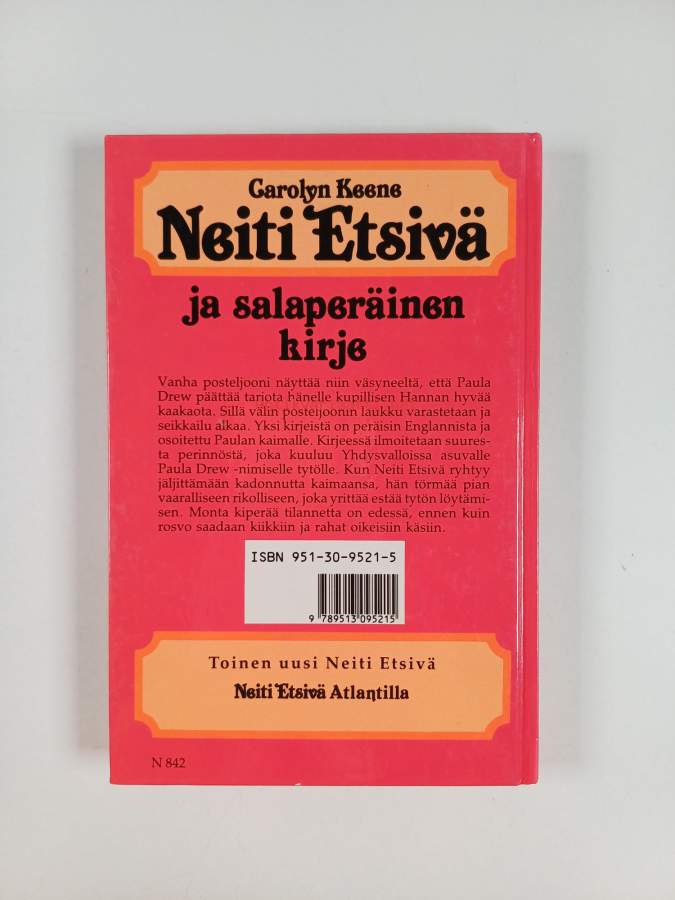 Carolyn Keene
Neiti Etsivä
ja salaperäinen
kirje
Vanha posteljooni näyttää niin väsyneeltä, että Paula
Drew päättää tarjota hänelle kupillisen Hannan hyvää
kaakaota. Sillä välin posteljoonin laukku varastetaan ja
seikkailu alkaa. Yksi kirjeistä on peräisin Englannista ja
osoitettu Paulan kaimalle. Kirjeessä ilmoitetaan suures-
ta perinnöstä, joka kuuluu Yhdysvalloissa asuvalle
Paula Drew -nimiselle tytölle. Kun Neiti Etsivä ryhtyy
jäljittämään kadonnutta kaimaansa, hän törmää pian
vaaralliseen rikolliseen, joka yrittää estää tytön löytämi-
sen. Monta kiperää tilannetta on edessä, ennen kuin
rosvo saadaan kiikkiin ja rahat oikeisiin käsiin.
ISBN 951-30-9521-5
9 789513 095215
Toinen uusi Neiti Etsivä
Neiti Etsivä Atlantilla
N 842